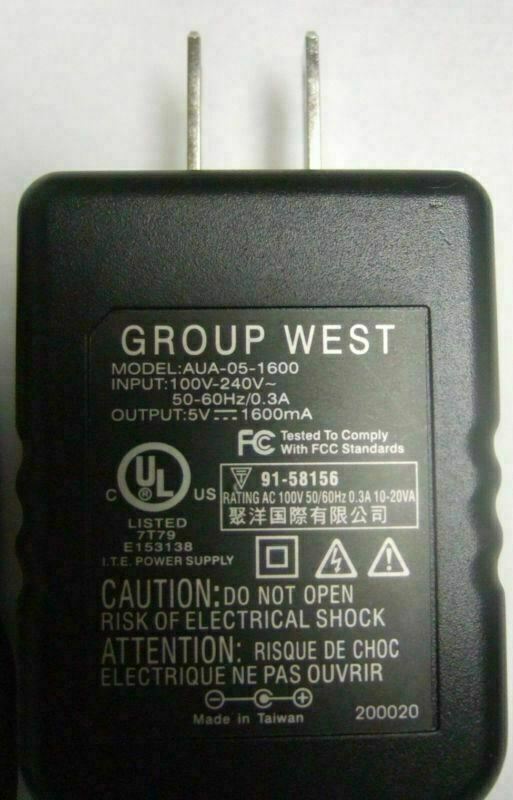 GROUP WEST
MODEL:AUA-05-1600
INPUT:100V-240V~
50-60Hz/0.3A
OUTPUT:5V⎓1600mA
FC Tested To Comply
With FCC Standards
C UL ® US
LISTED
7T79
E153138
I.T.E. POWER SUPPLY
91-58156
RATING AC 100V 50/60Hz 0.3A 10-20VA
聚洋国際有限公司
CAUTION: DO NOT OPEN
RISK OF ELECTRICAL SHOCK
ATTENTION: RISQUE DE CHOC
ELECTRIQUE NE PAS OUVRIR
Made in Taiwan
200020